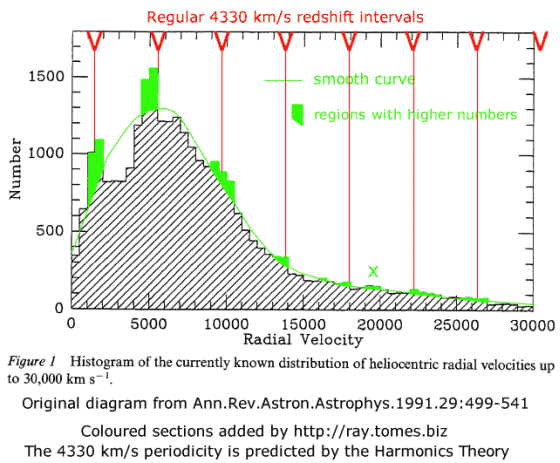 Regular 4330 km/s redshift intervals
V V V V V V V V
1500
smooth curve
regions with higher numbers
1000
Number
500
X
0
0 5000 10000 15000 20000 25000 30000
Radial Velocity
Figure 1 Histogram of the currently known distribution of heliocentric radial velocities up
to 30,000 km s⁻¹.
Original diagram from Ann.Rev.Astron.Astrophys.1991.29:499-541
Coloured sections added by http://ray.tomes.biz
The 4330 km/s periodicity is predicted by the Harmonics Theory